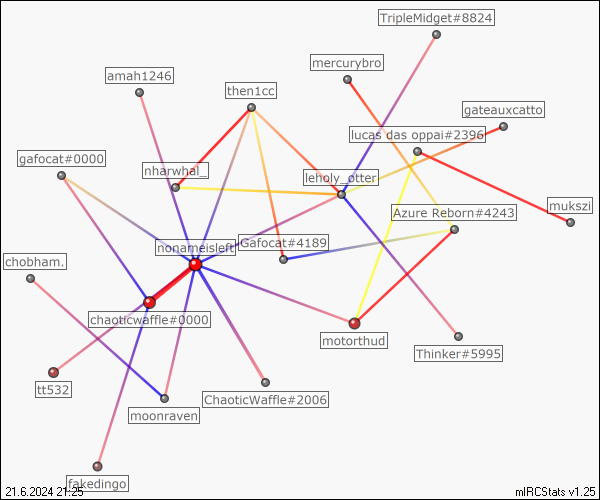 TripleMidget#8824
mercurybro
amah1246
then1cc
gateauxcatto
lucas das oppai#2396
gafocat#0000
nharwhal_
leholy_otter
mukszi
Azure Reborn#4243
Gafocat#4189
nonameisleft
chobham.
chaoticwaffle#0000
motorthud
Thinker#5995
tt532
ChaoticWaffle#2006
moonraven
fakedingo
21.6.2024 21:25
mIRCStats v1.25